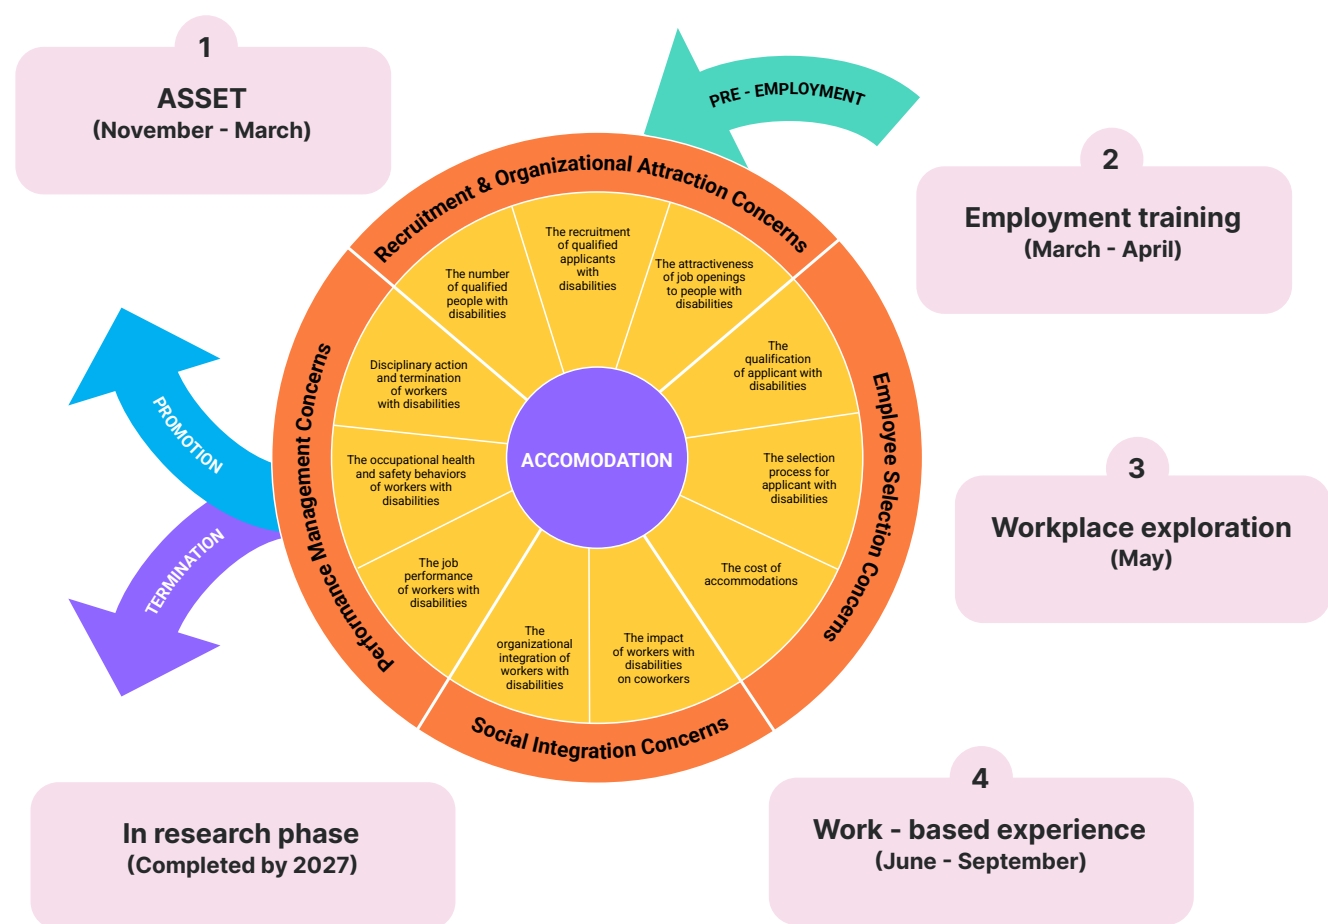 1
ASSET
(November - March)
PRE - EMPLOYMENT
2
Employment training
(March - April)
3
Workplace exploration
(May)
4
Work - based experience
(June - September)
In research phase
(Completed by 2027)
PROMOTION
TERMINATION
Recruitment & Organizational Attraction Concerns
The number
of qualified
people with
disabilities
The recruitment
of qualified
applicants
with
disabilities
The attractiveness
of job openings
to people with
disabilities
Employee Selection Concerns
The
qualification
of applicant with
disabilities
The selection
process for
applicant with
disabilities
The cost of
accommodations
Social Integration Concerns
The impact
of workers with
disabilities
on coworkers
The
organizational
integration of
workers with
disabilities
Performance Management Concerns
The job
performance
of workers with
disabilities
The occupational health
and safety behaviors
of workers with
disabilities
Disciplinary action
and termination
of workers
with disabilities
ACCOMODATION